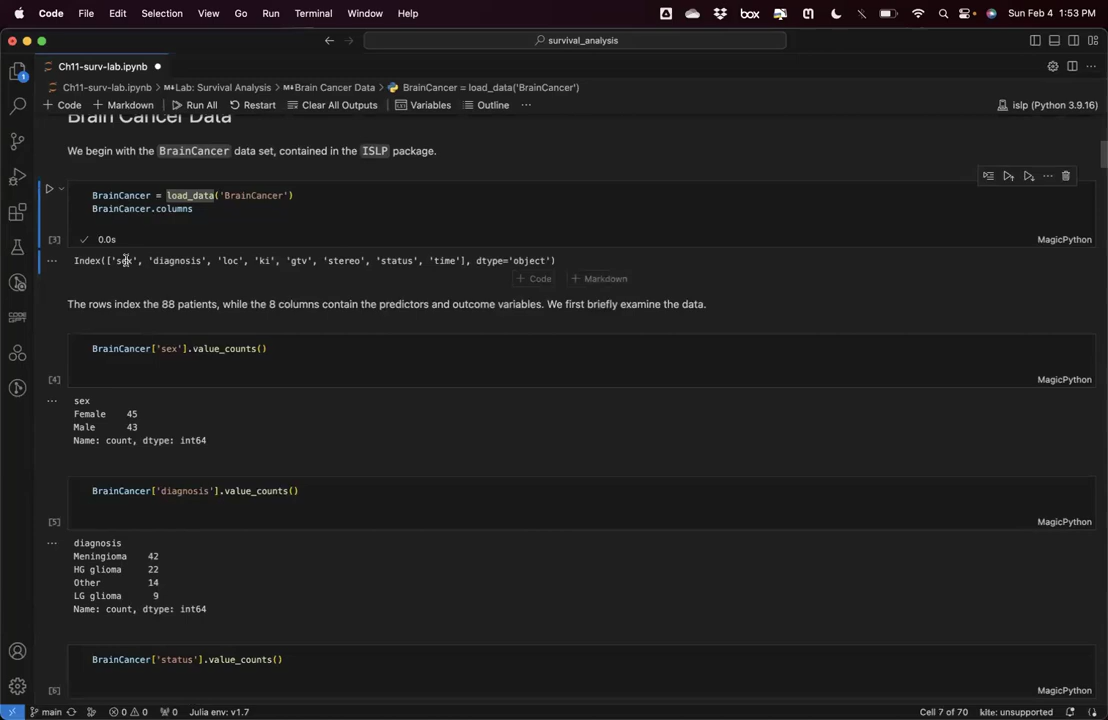 Code File Edit Selection View Go Run Terminal Window Help box Sun Feb 4 1:53 PM
survival_analysis
Ch11-surv-lab.ipynb
Ch11-surv-lab.ipynb > Lab: Survival Analysis > Brain Cancer Data > BrainCancer = load_data('BrainCancer')
+ Code + Markdown Run All Restart Clear All Outputs Variables Outline ... islp (Python 3.9.16)
Brain Cancer Data
We begin with the BrainCancer data set, contained in the ISLP package.
BrainCancer = load_data('BrainCancer')
BrainCancer.columns
[3] 0.0s MagicPython
Index(['sex', 'diagnosis', 'loc', 'ki', 'gtv', 'stereo', 'status', 'time'], dtype='object')
+ Code + Markdown
The rows index the 88 patients, while the 8 columns contain the predictors and outcome variables. We first briefly examine the data.
BrainCancer['sex'].value_counts()
[4] MagicPython
sex
Female 45
Male 43
Name: count, dtype: int64
BrainCancer['diagnosis'].value_counts()
[5] MagicPython
diagnosis
Meningioma 42
HG glioma 22
Other 14
LG glioma 9
Name: count, dtype: int64
BrainCancer['status'].value_counts()
[6] MagicPython
main 0 0 0 Julia env: v1.7 Cell 7 of 70 kite: unsupported
1
CODE GPT